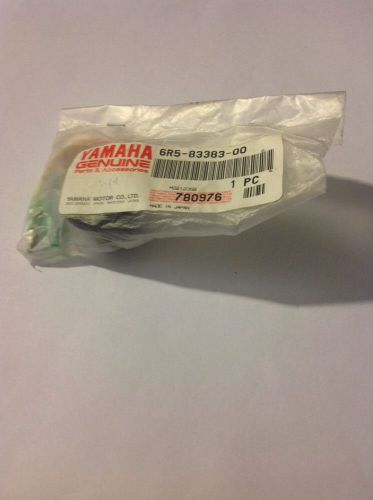 YAMAHA
GENUINE
Parts & Accessories
YAMAHA MOTOR CO., LTD.
6R5-83383-00
1 PC
780976
MADE IN JAPAN